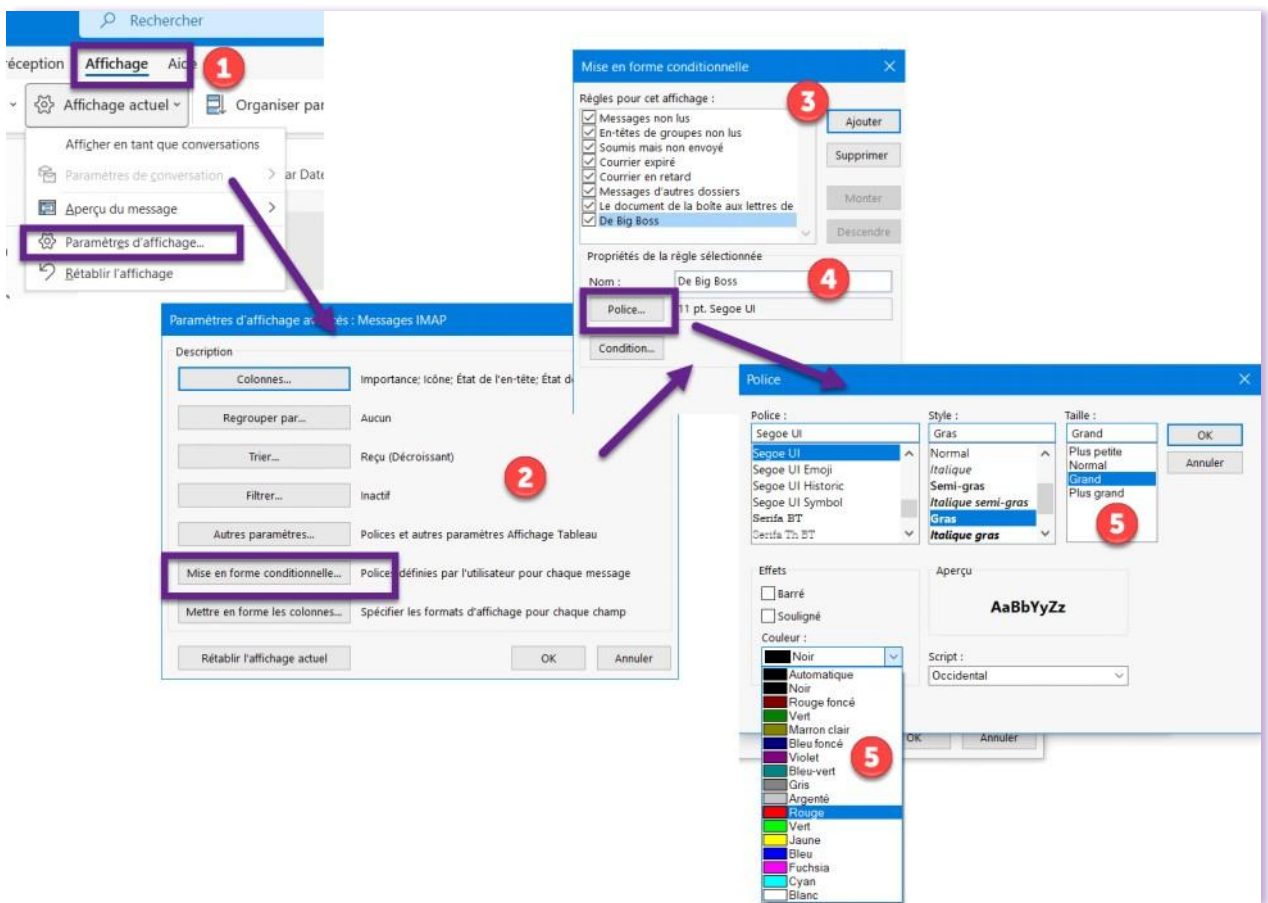 Rechercher
réception Affichage Aide
1
Affichage actuel
Organiser par
Afficher en tant que conversations
Paramètres de conversation
ar Date
Aperçu du message
Paramètres d'affichage...
Rétablir l'affichage
Paramètres d'affichage avancés : Messages IMAP
Description
Colonnes... Importance; Icône; État de l'en-tête; État d
Regrouper par... Aucun
Trier... Reçu (Décroissant)
2
Filtrer... Inactif
Autres paramètres... Polices et autres paramètres Affichage Tableau
Mise en forme conditionnelle... Polices définies par l'utilisateur pour chaque message
Mettre en forme les colonnes... Spécifier les formats d'affichage pour chaque champ
Rétablir l'affichage actuel OK Annuler
Mise en forme conditionnelle
Règles pour cet affichage :
3
Messages non lus
En-têtes de groupes non lus
Soumis mais non envoyé
Courrier expiré
Courrier en retard
Messages d'autres dossiers
Le document de la boîte aux lettres de
De Big Boss
Ajouter
Supprimer
Monter
Descendre
Propriétés de la règle sélectionnée
4
Nom : De Big Boss
Police... 11 pt. Segoe UI
Condition...
Police
Police :
Segoe UI
Segoe UI
Segoe UI Emoji
Segoe UI Historic
Segoe UI Symbol
Serifa BT
Serifa Th BT
Style :
Gras
Normal
Italique
Semi-gras
Italique semi-gras
Gras
Italique gras
Taille :
Grand
Plus petite
Normal
Grand
Plus grand
5
OK
Annuler
Effets
Barré
Souligné
Couleur :
Noir
Automatique
Noir
Rouge foncé
Vert
Marron clair
Bleu foncé
Violet
Bleu-vert
Gris
Argenté
Rouge
Vert
Jaune
Bleu
Fuchsia
Cyan
Blanc
5
Aperçu
AaBbYyZz
Script :
Occidental
OK Annuler